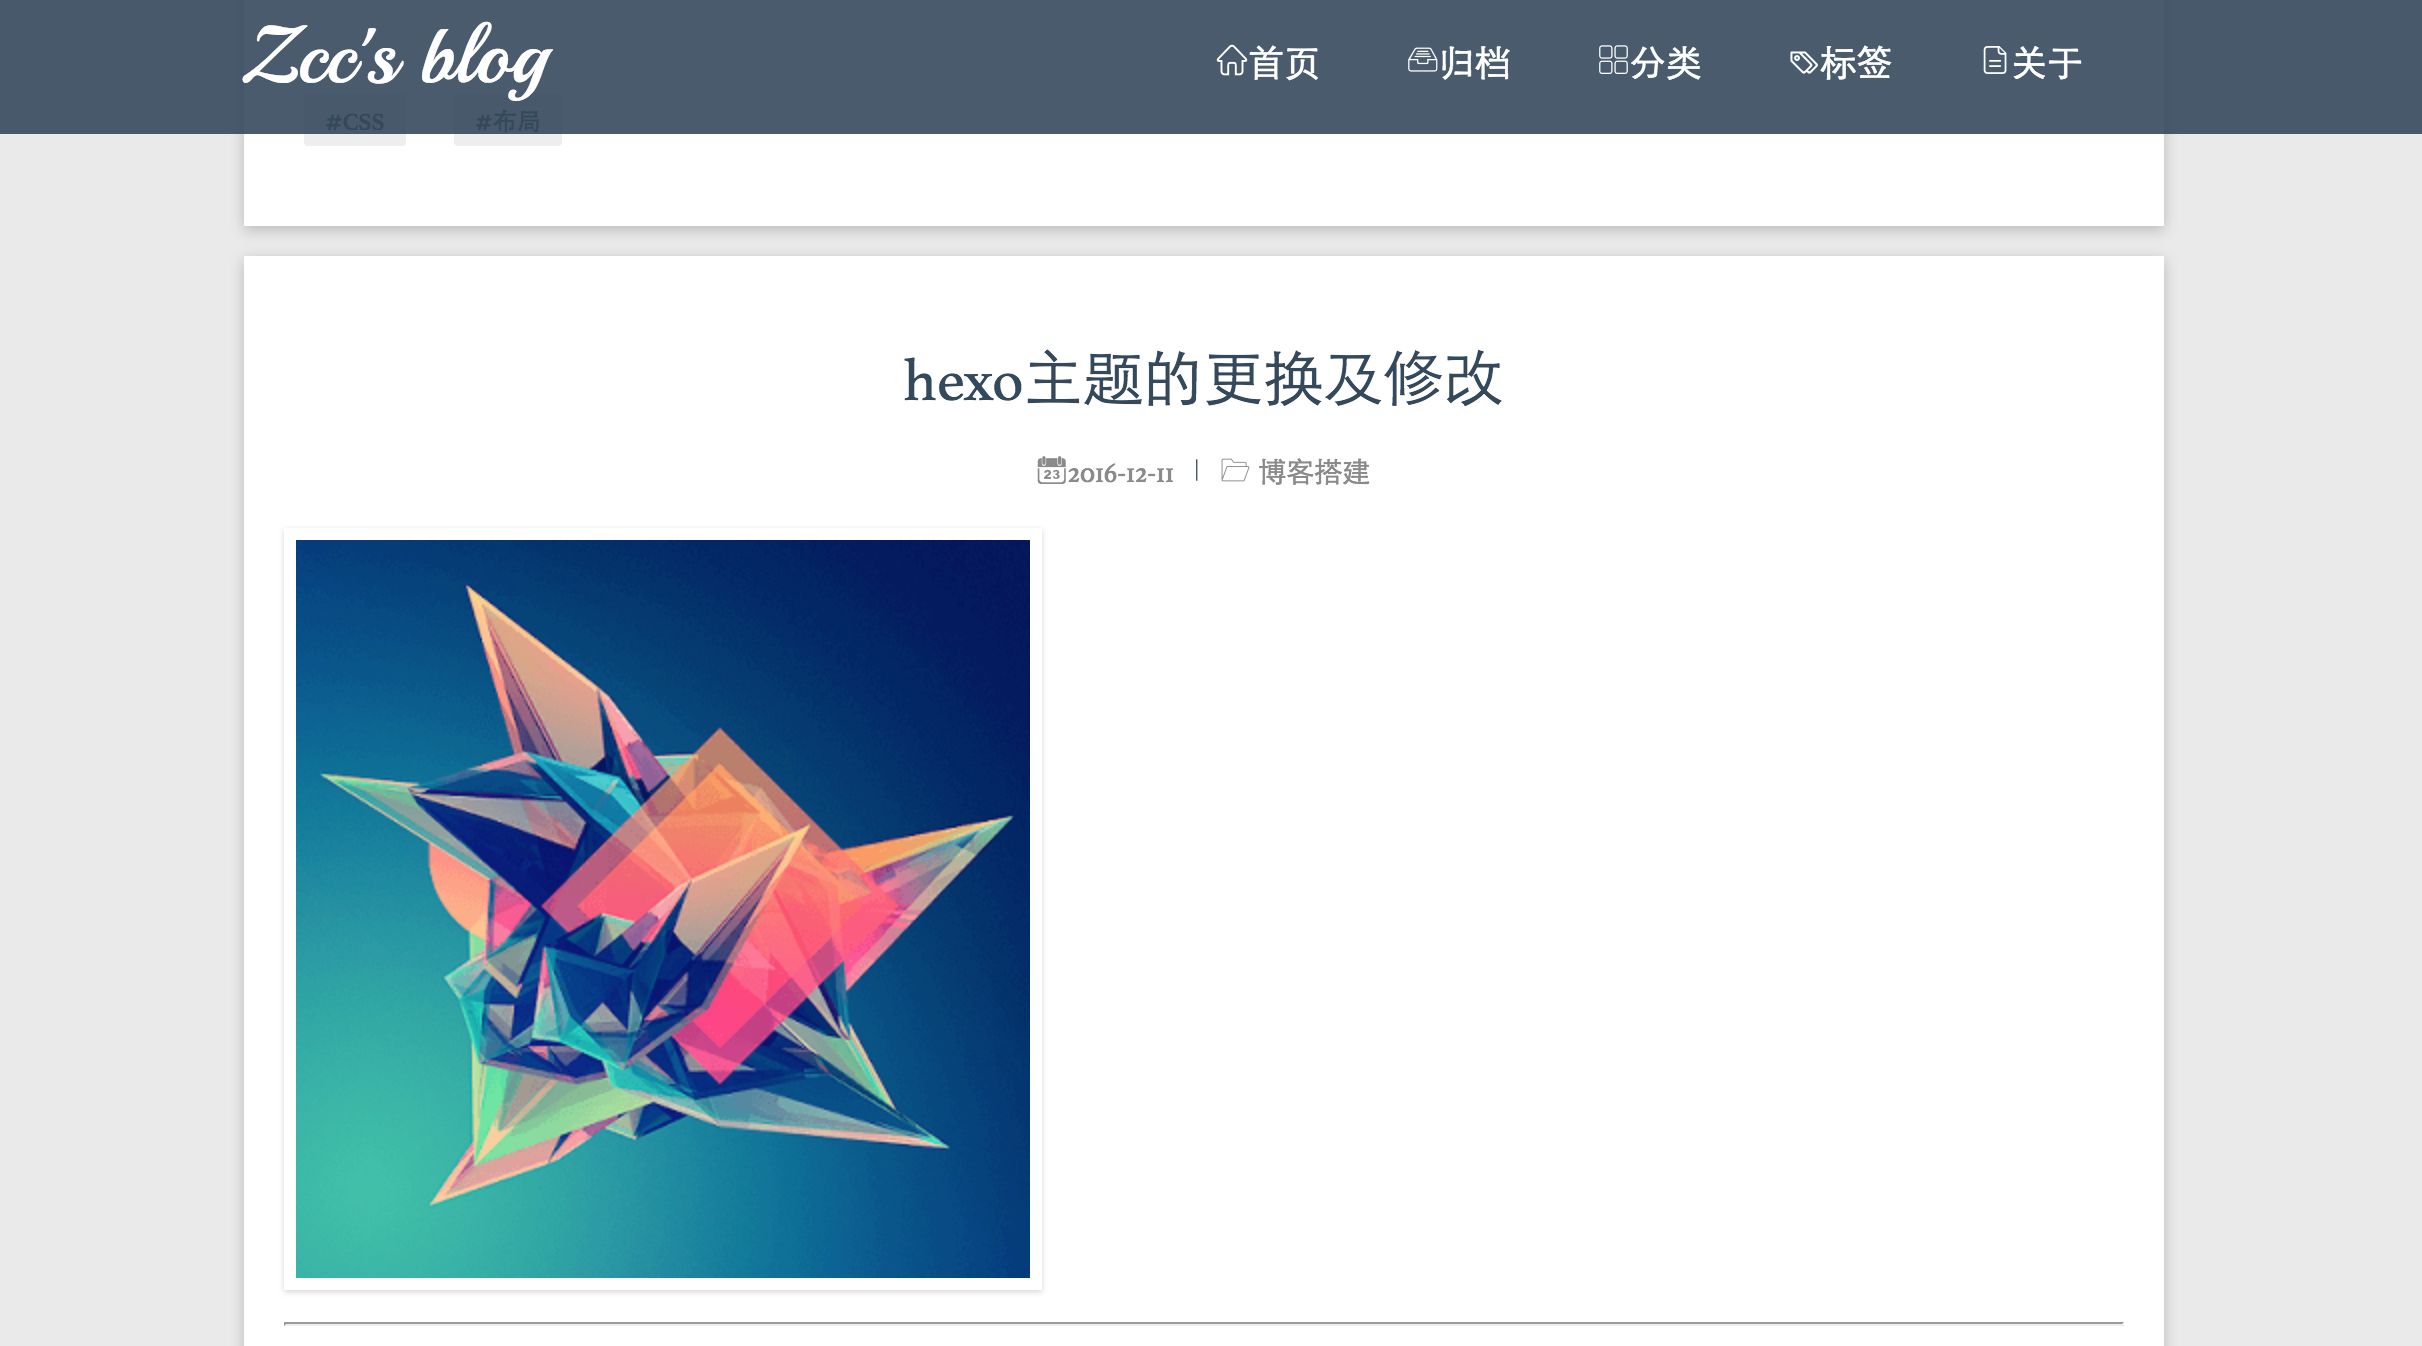 Zcc's blog
首页 归档 分类 标签 关于
#CSS #布局
hexo主题的更换及修改
23 2016-12-11 | 博客搭建